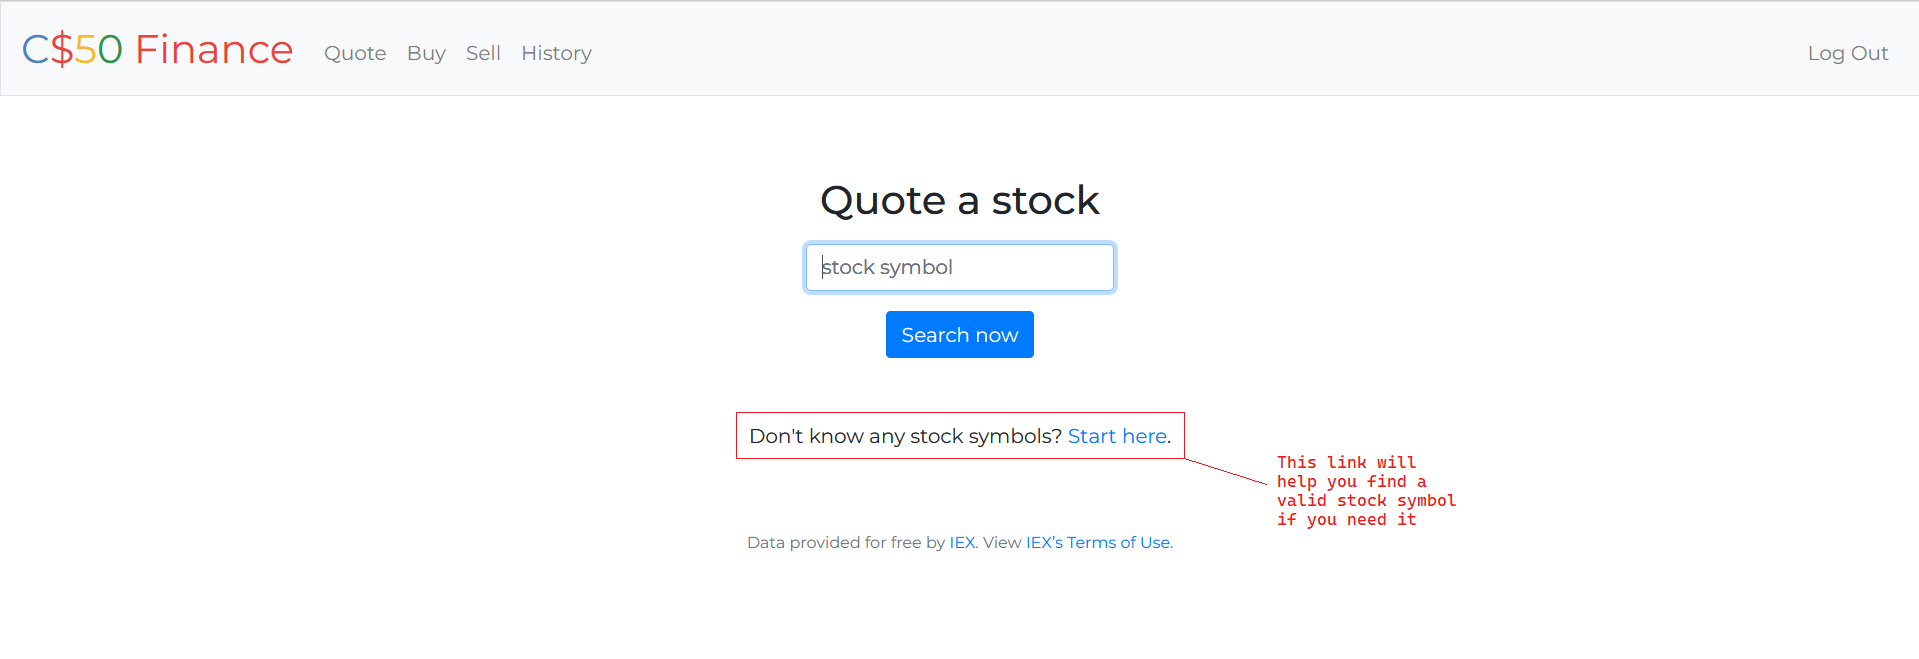 C$50 Finance Quote Buy Sell History Log Out
Quote a stock
stock symbol
Search now
Don't know any stock symbols? Start here.
This link will
help you find a
valid stock symbol
if you need it
Data provided for free by IEX. View IEX’s Terms of Use.